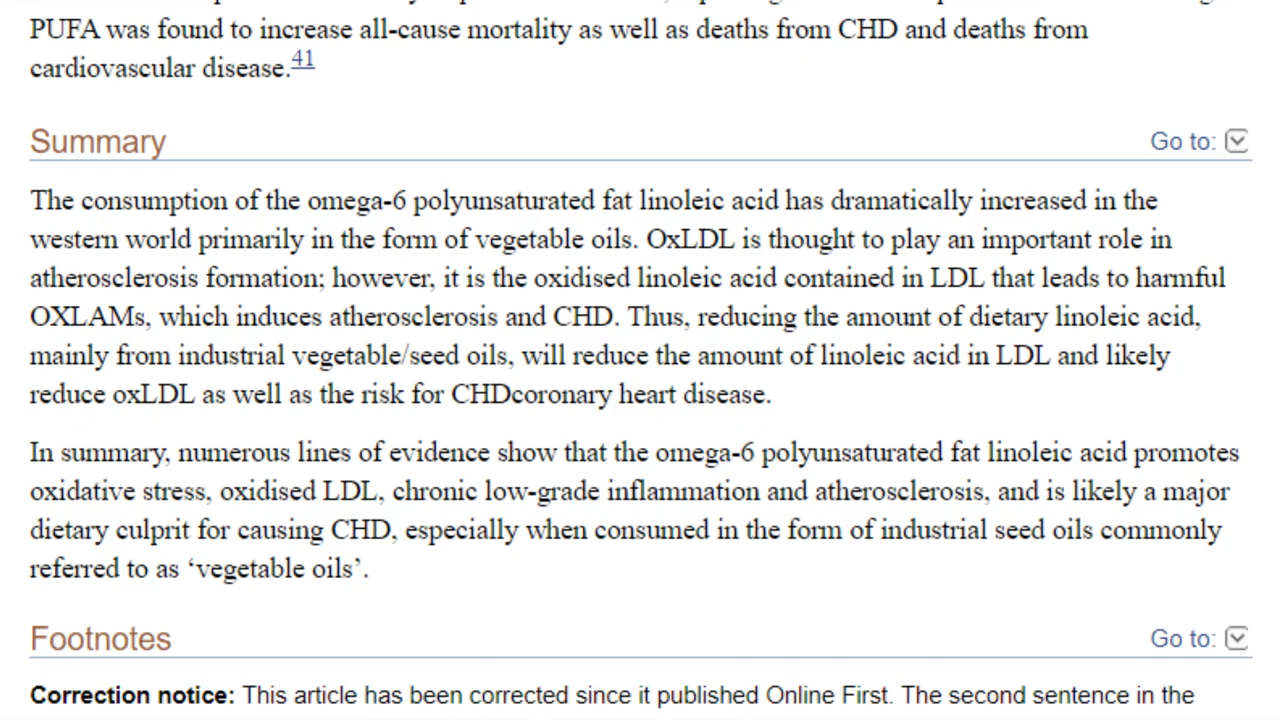 PUFA was found to increase all-cause mortality as well as deaths from CHD and deaths from
cardiovascular disease.41
Summary
Go to:
The consumption of the omega-6 polyunsaturated fat linoleic acid has dramatically increased in the
western world primarily in the form of vegetable oils. OxLDL is thought to play an important role in
atherosclerosis formation; however, it is the oxidised linoleic acid contained in LDL that leads to harmful
OXLAMs, which induces atherosclerosis and CHD. Thus, reducing the amount of dietary linoleic acid,
mainly from industrial vegetable/seed oils, will reduce the amount of linoleic acid in LDL and likely
reduce oxLDL as well as the risk for CHDcoronary heart disease.
In summary, numerous lines of evidence show that the omega-6 polyunsaturated fat linoleic acid promotes
oxidative stress, oxidised LDL, chronic low-grade inflammation and atherosclerosis, and is likely a major
dietary culprit for causing CHD, especially when consumed in the form of industrial seed oils commonly
referred to as ‘vegetable oils’.
Footnotes
Go to:
Correction notice: This article has been corrected since it published Online First. The second sentence in the